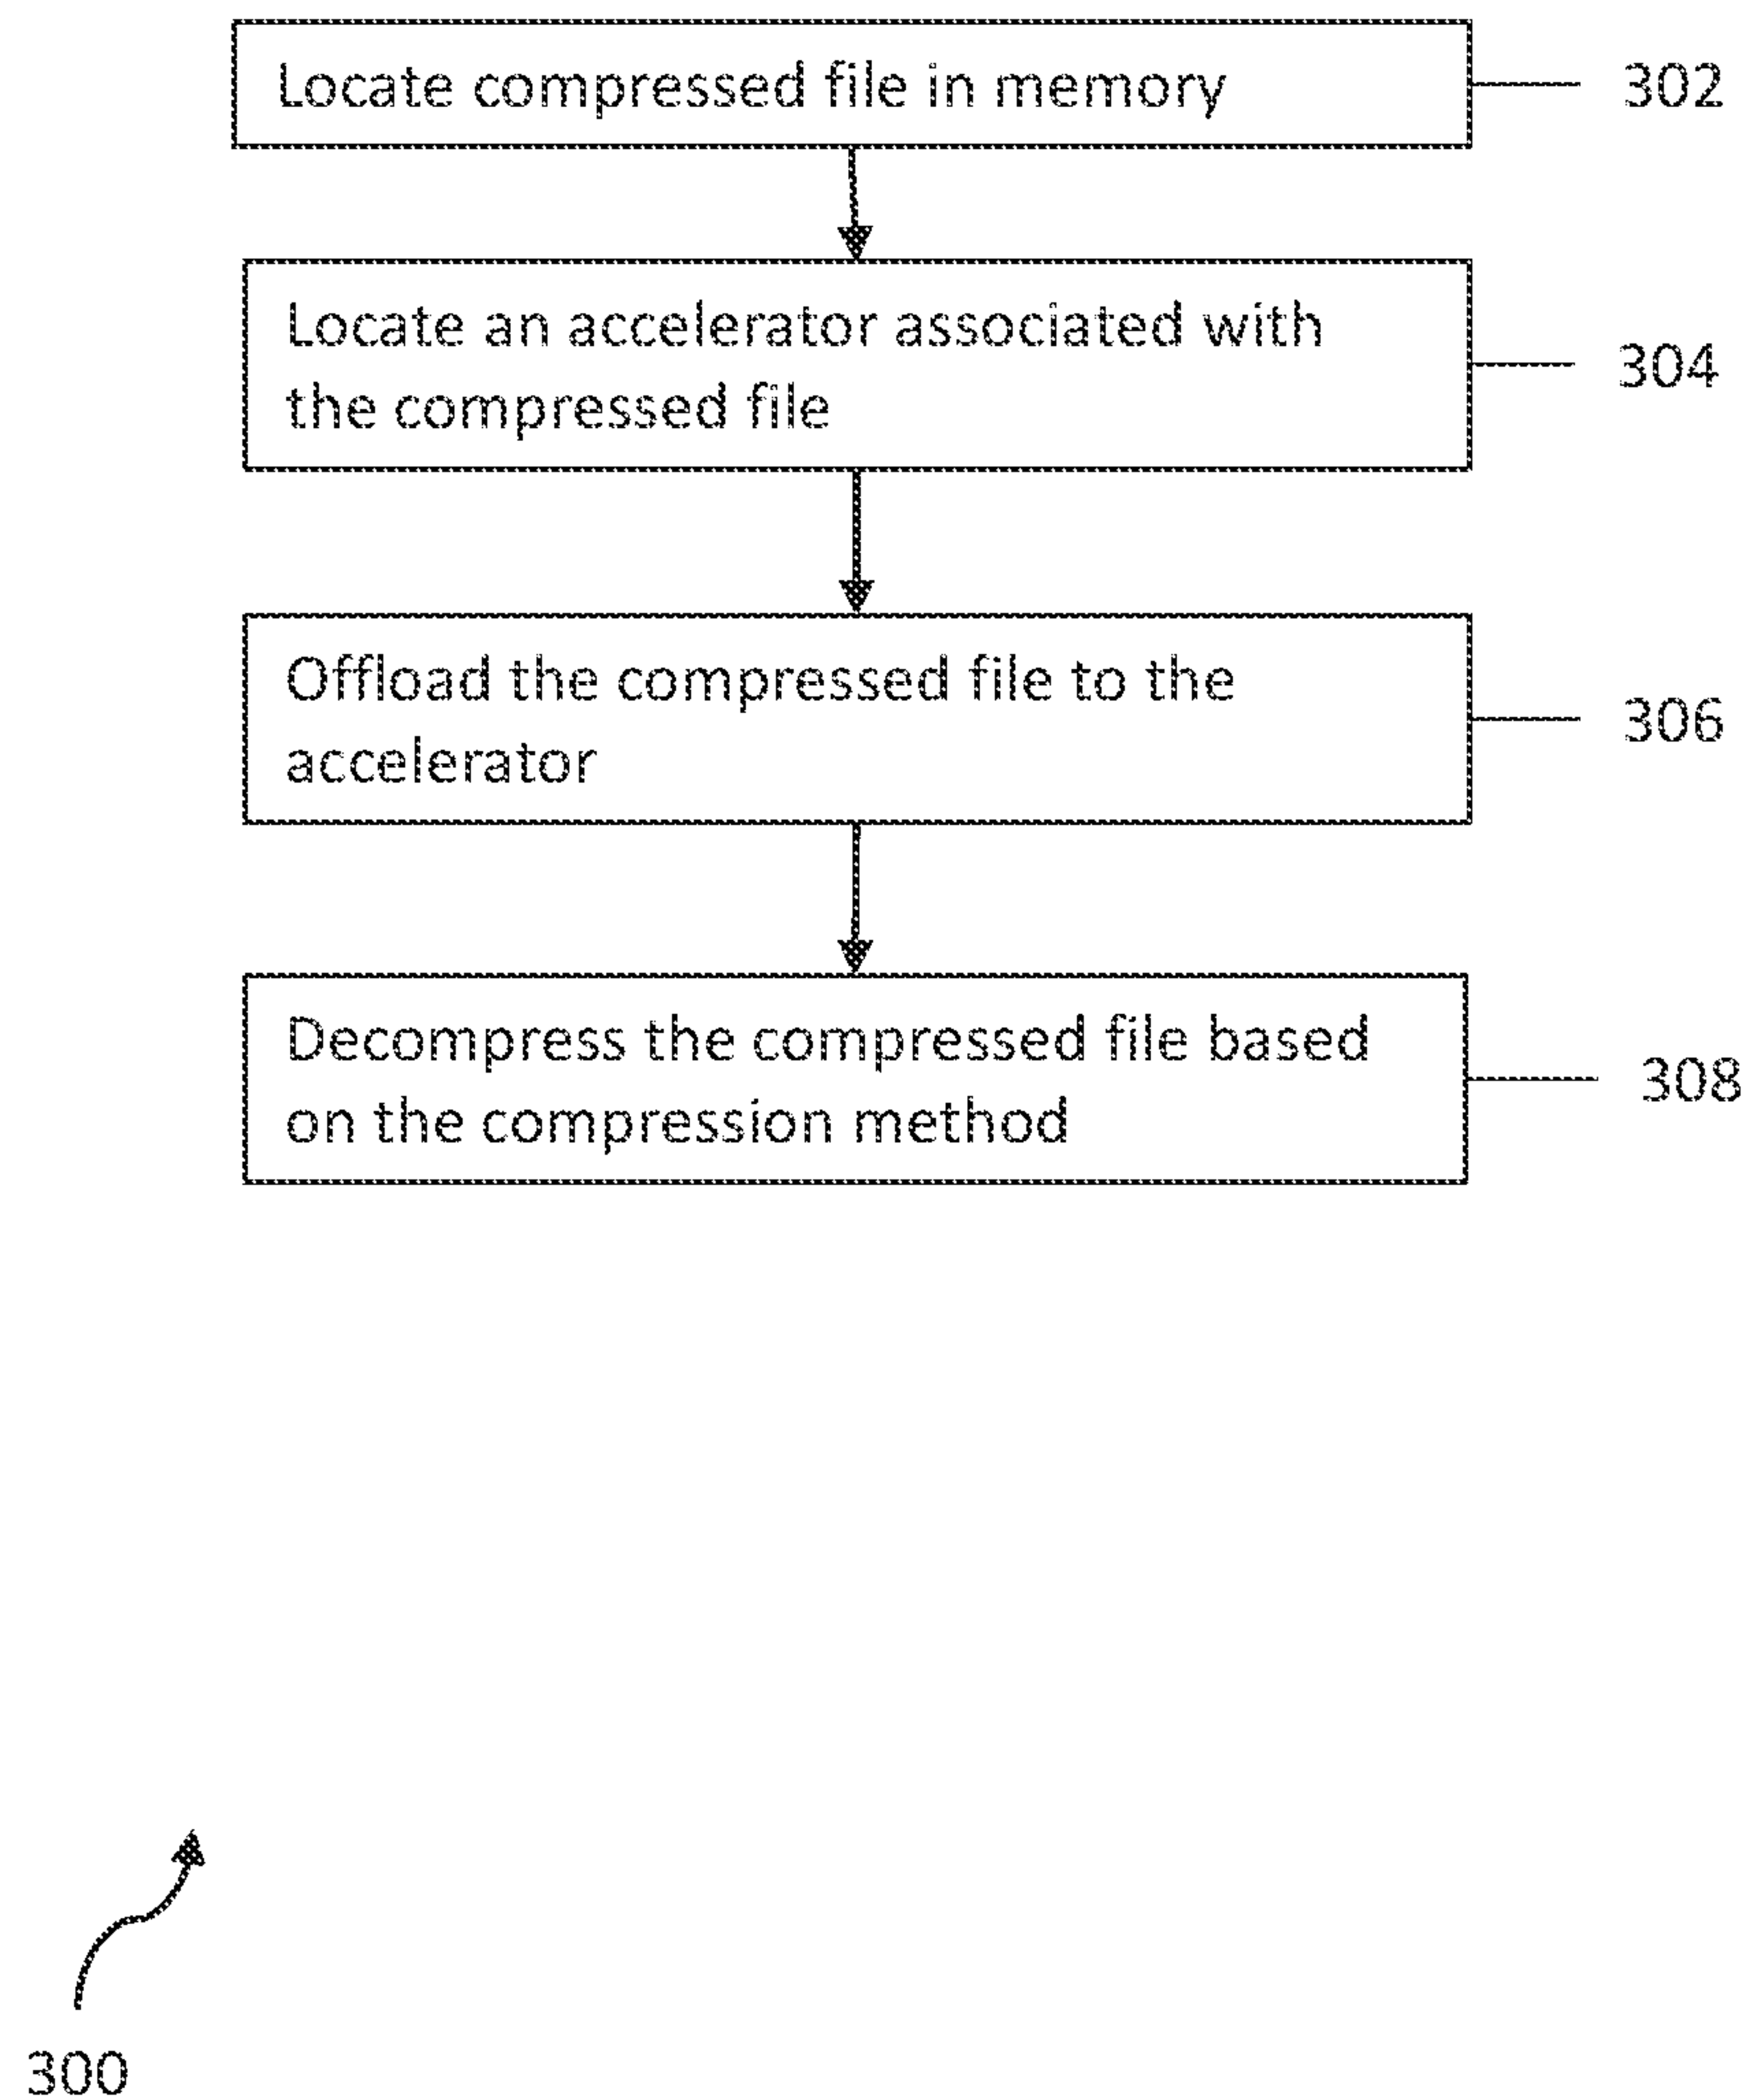 Locate compressed file in memory
302
Locate an accelerator associated with
the compressed file
304
Offload the compressed file to the
accelerator
306
Decompress the compressed file based
on the compression method
308
300